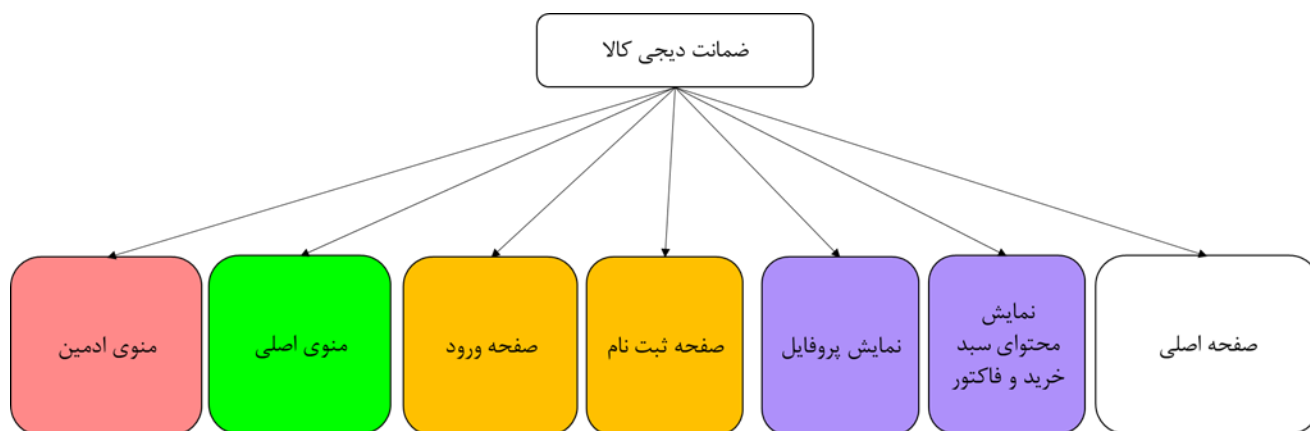 ضمانت دیجی کالا
صفحه اصلی
نمایش
محتوای سبد
خرید و فاکتور
نمایش پروفایل
صفحه ثبت نام
صفحه ورود
منوی اصلی
منوی ادمین